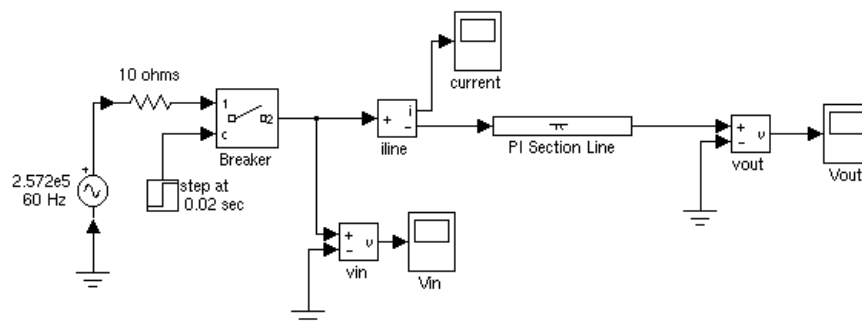 current
10 ohms
1
2
c
Breaker
+
i
−
iline
PI Section Line
+
−
v
vout
Vout
+
2.572e5
60 Hz
step at
0.02 sec
+
−
v
vin
Vin